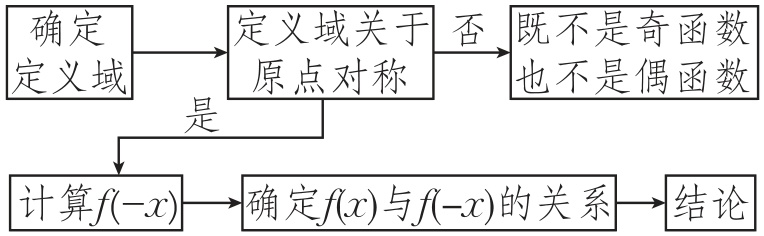 确定
定义域
定义域关于
原点对称
否
既不是奇函数
也不是偶函数
是
计算f(−x)
确定f(x)与f(−x)的关系
结论